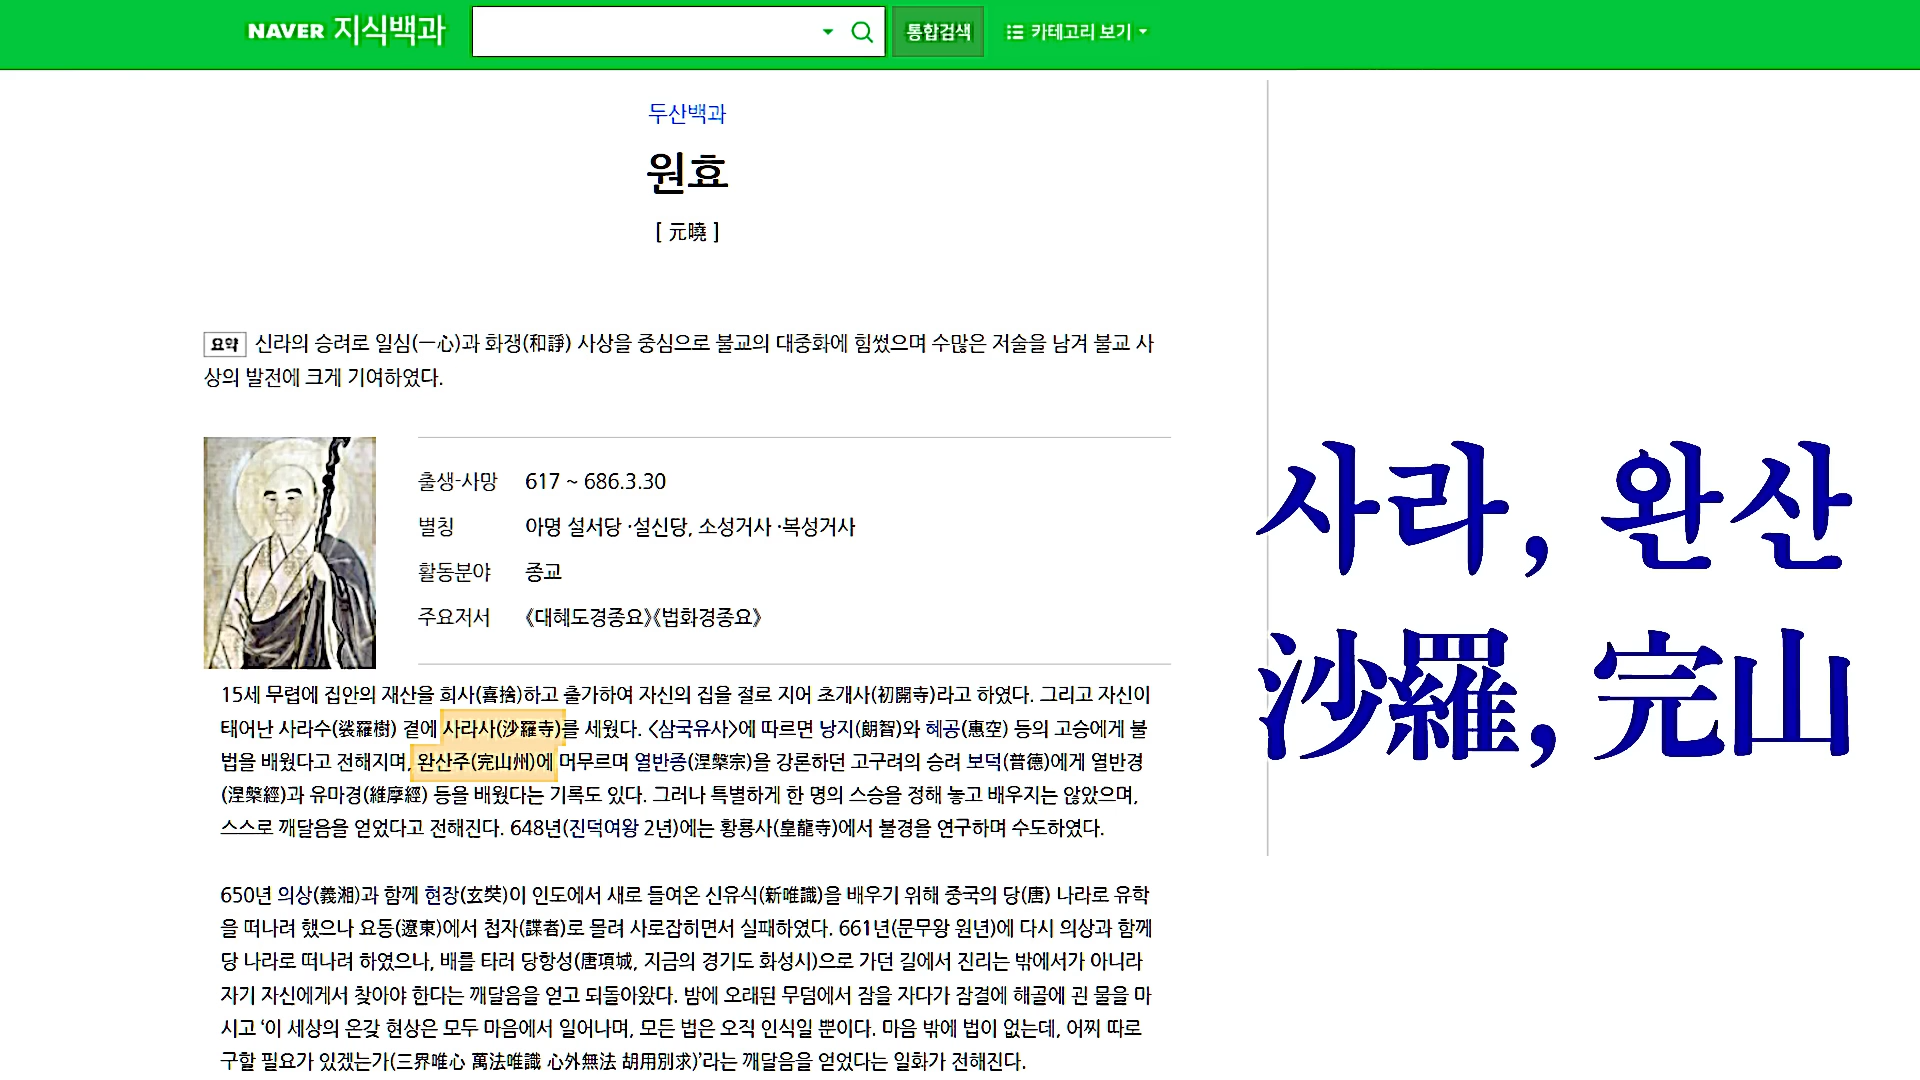 NAVER 지식백과
통합검색
카테고리 보기
두산백과
원효
[ 元曉 ]
요약 신라의 승려로 일심(一心)과 화쟁(和諍) 사상을 중심으로 불교의 대중화에 힘썼으며 수많은 저술을 남겨 불교 사
상의 발전에 크게 기여하였다.
출생-사망 617 ~ 686.3.30
별칭 아명 설서당 ·설신당, 소성거사 ·복성거사
활동분야 종교
주요저서 《대혜도경종요》《법화경종요》
15세 무렵에 집안의 재산을 희사(喜捨)하고 출가하여 자신의 집을 절로 지어 초개사(初開寺)라고 하였다. 그리고 자신이
태어난 사라수(裟羅樹) 곁에 사라사(沙羅寺)를 세웠다. <삼국유사>에 따르면 낭지(朗智)와 혜공(惠空) 등의 고승에게 불
법을 배웠다고 전해지며, 완산주(完山州)에 머무르며 열반종(涅槃宗)을 강론하던 고구려의 승려 보덕(普德)에게 열반경
(涅槃經)과 유마경(維摩經) 등을 배웠다는 기록도 있다. 그러나 특별하게 한 명의 스승을 정해 놓고 배우지는 않았으며,
스스로 깨달음을 얻었다고 전해진다. 648년(진덕여왕 2년)에는 황룡사(皇龍寺)에서 불경을 연구하며 수도하였다.
650년 의상(義湘)과 함께 현장(玄奘)이 인도에서 새로 들여온 신유식(新唯識)을 배우기 위해 중국의 당(唐) 나라로 유학
을 떠나려 했으나 요동(遼東)에서 첩자(諜者)로 몰려 사로잡히면서 실패하였다. 661년(문무왕 원년)에 다시 의상과 함께
당 나라로 떠나려 하였으나, 배를 타러 당항성(唐項城, 지금의 경기도 화성시)으로 가던 길에서 진리는 밖에서가 아니라
자기 자신에게서 찾아야 한다는 깨달음을 얻고 되돌아왔다. 밤에 오래된 무덤에서 잠을 자다가 잠결에 해골에 괸 물을 마
시고 ‘이 세상의 온갖 현상은 모두 마음에서 일어나며, 모든 법은 오직 인식일 뿐이다. 마음 밖에 법이 없는데, 어찌 따로
구할 필요가 있겠는가(三界唯心 萬法唯識 心外無法 胡用別求)’라는 깨달음을 얻었다는 일화가 전해진다.
사라, 완산
沙羅, 完山